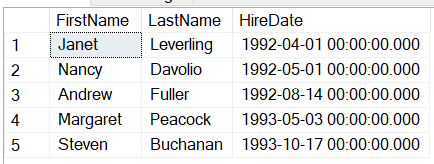 FirstName LastName HireDate
1 Janet Leverling 1992-04-01 00:00:00.000
2 Nancy Davolio 1992-05-01 00:00:00.000
3 Andrew Fuller 1992-08-14 00:00:00.000
4 Margaret Peacock 1993-05-03 00:00:00.000
5 Steven Buchanan 1993-10-17 00:00:00.000